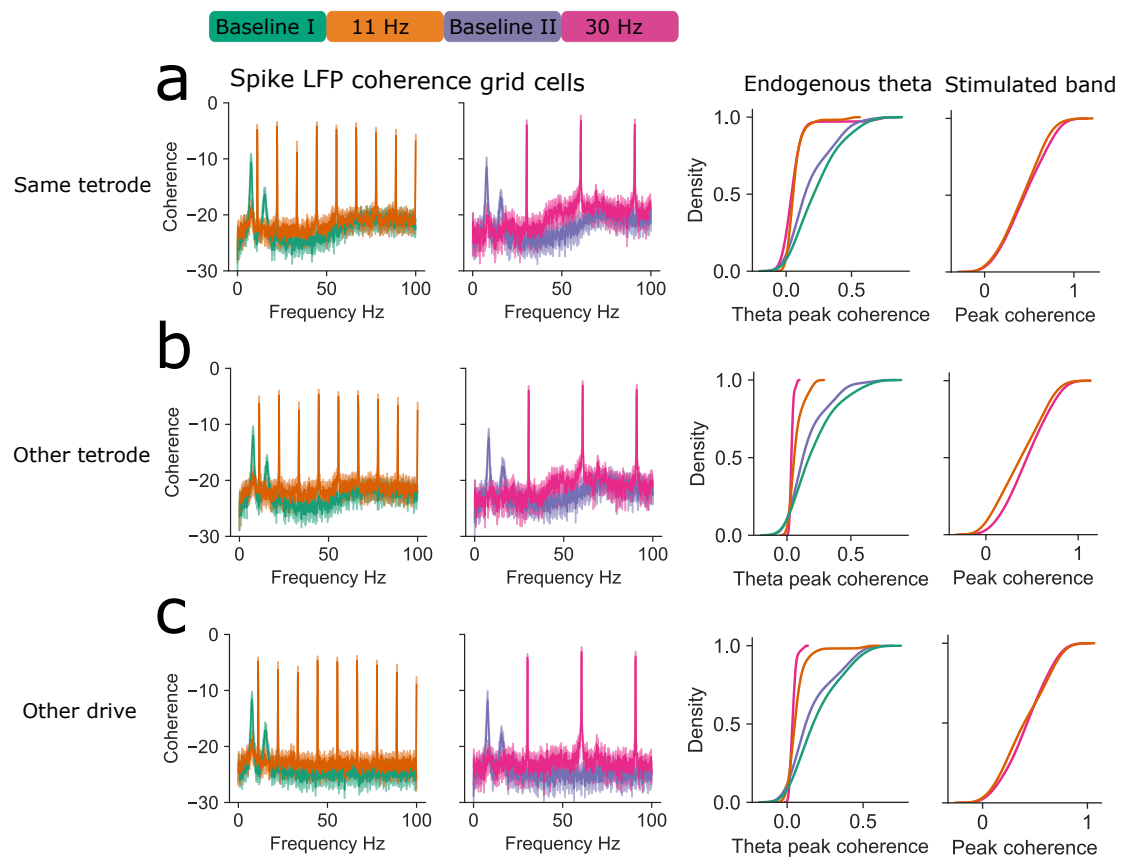 Baseline I 11 Hz Baseline II 30 Hz
a Spike LFP coherence grid cells Endogenous theta Stimulated band
Same tetrode
Coherence
0
−10
−20
−30
0 50 100
Frequency Hz
0 50 100
Frequency Hz
Density
1.0
0.5
0.0
0.0 0.5
Theta peak coherence
0 1
Peak coherence
b
Other tetrode
Coherence
0
−10
−20
−30
0 50 100
Frequency Hz
0 50 100
Frequency Hz
Density
1.0
0.5
0.0
0.0 0.5
Theta peak coherence
0 1
Peak coherence
c
Other drive
Coherence
0
−10
−20
−30
0 50 100
Frequency Hz
0 50 100
Frequency Hz
Density
1.0
0.5
0.0
0.0 0.5
Theta peak coherence
0 1
Peak coherence